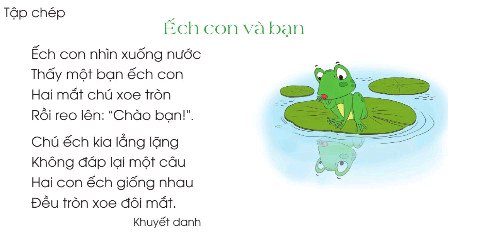 Tập chép
Ếch con và bạn
Ếch con nhìn xuống nước
Thấy một bạn ếch con
Hai mắt chú xoe tròn
Rồi reo lên: “Chào bạn!”.
Chú ếch kia lẳng lặng
Không đáp lại một câu
Hai con ếch giống nhau
Đều tròn xoe đôi mắt.
Khuyết danh